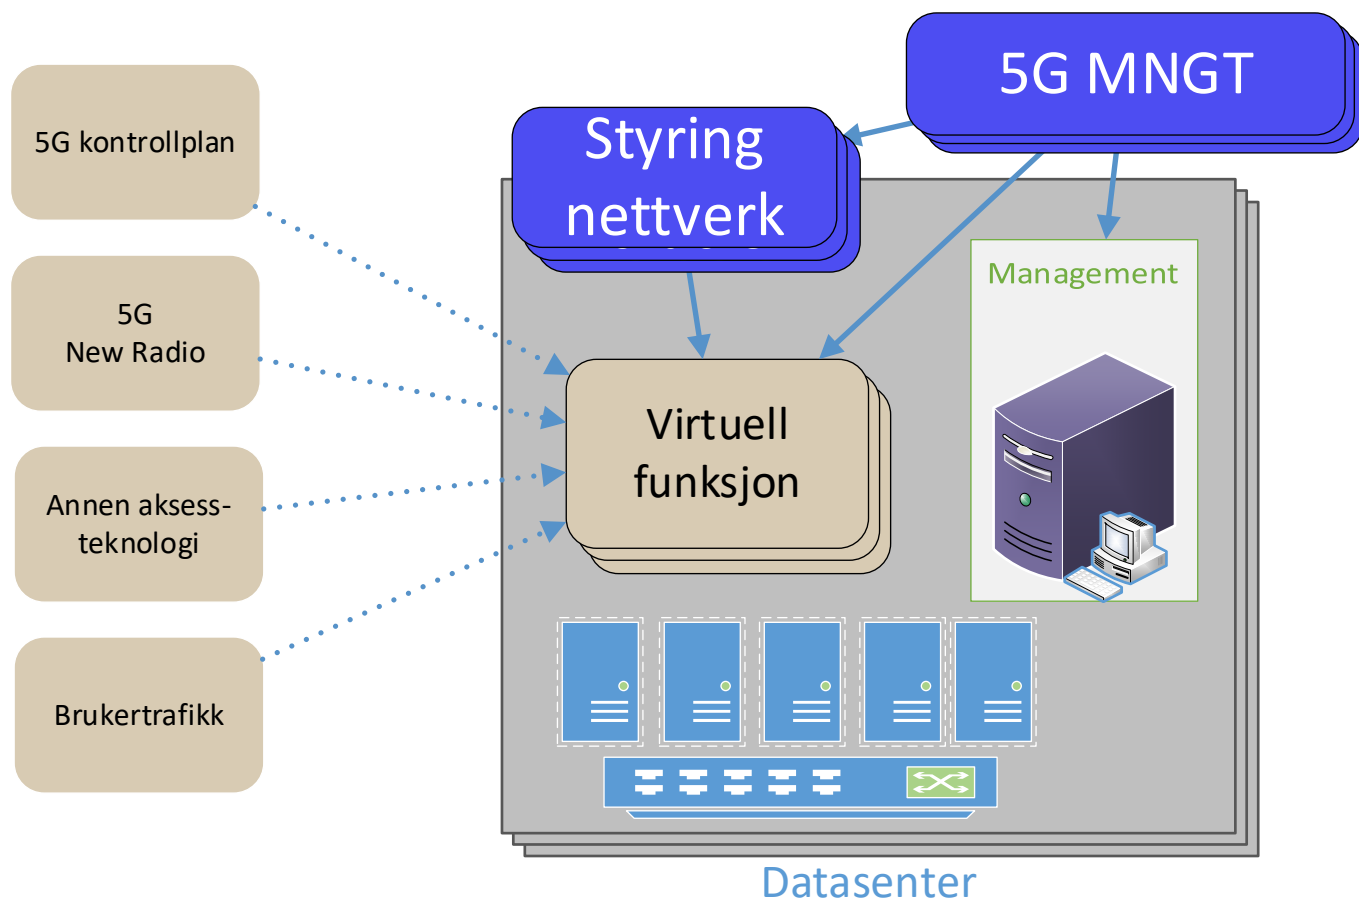 5G MNGT
Styring
nettverk
5G kontrollplan
5G
New Radio
Annen aksess-
teknologi
Brukertrafikk
Virtuell
funksjon
Management
Datasenter